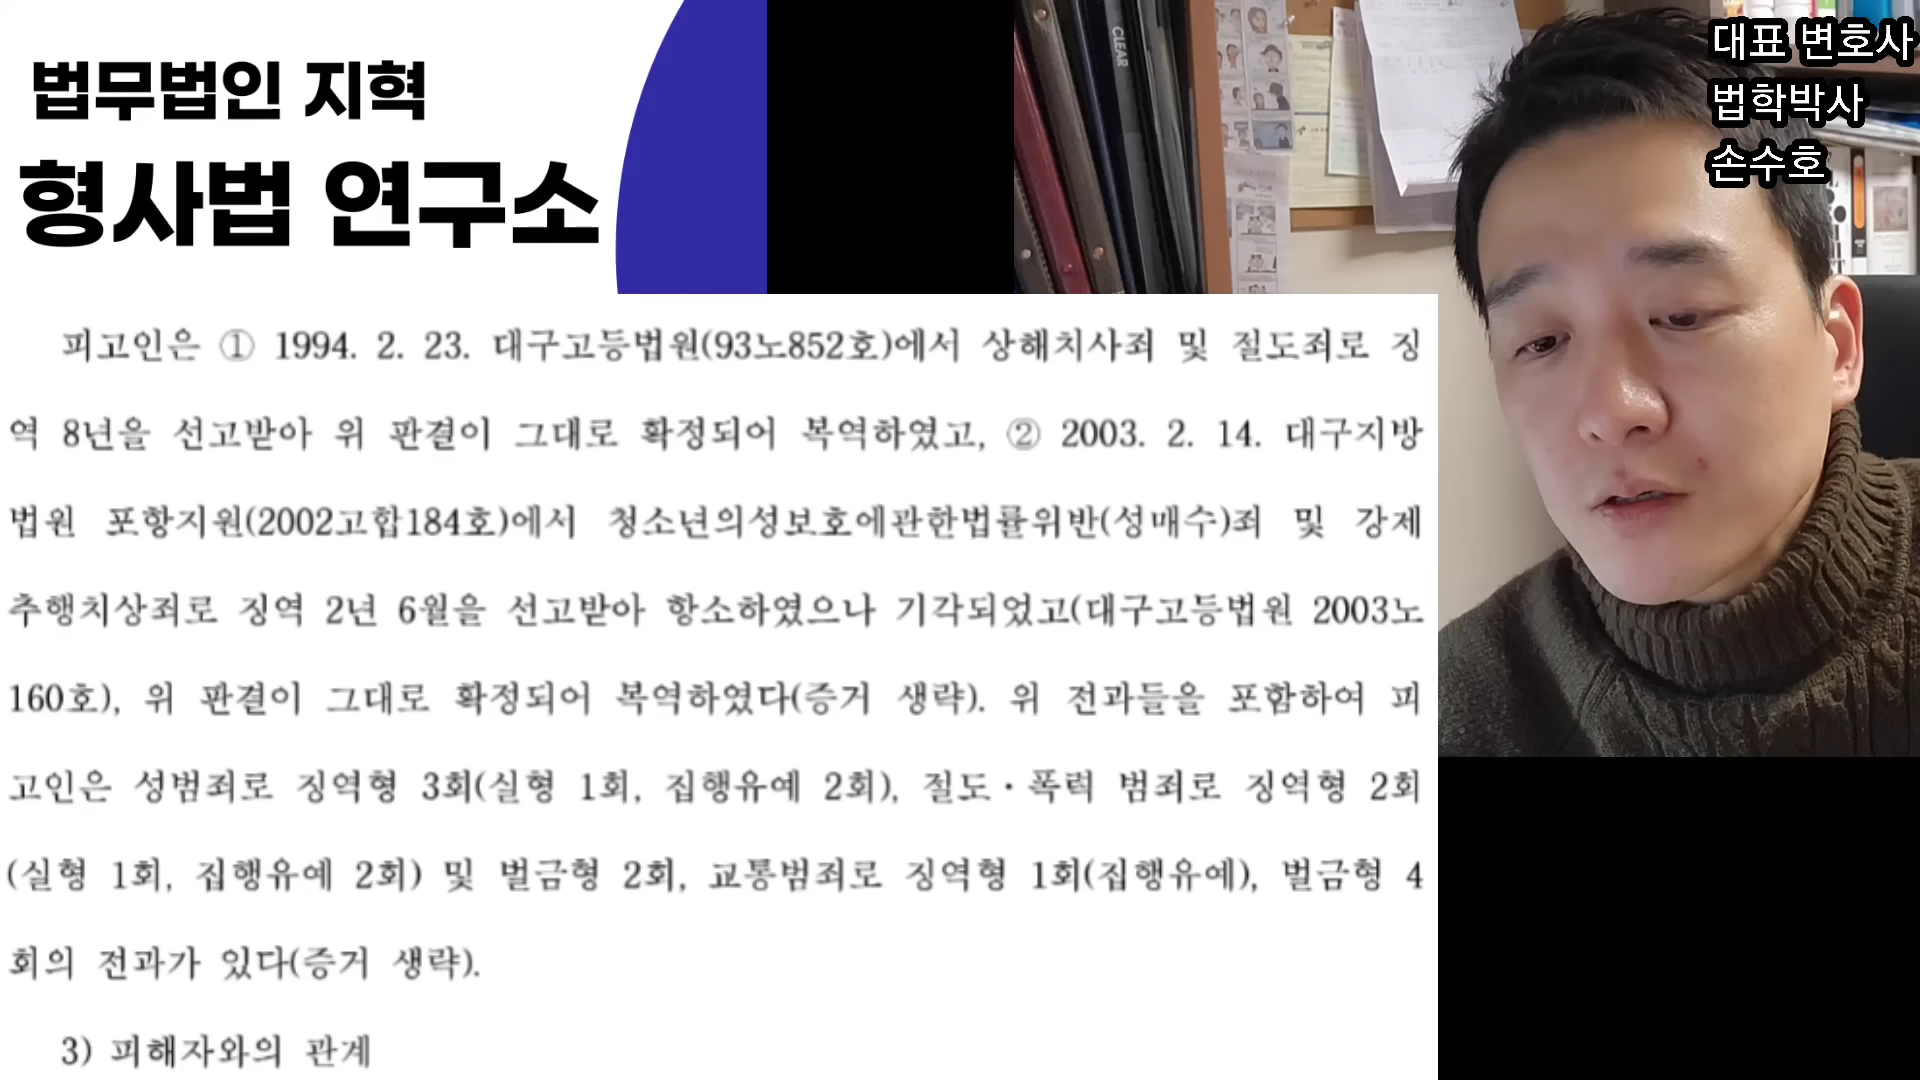 법무법인 지혁
형사법 연구소
대표 변호사
법학박사
손수호
CLEAR
피고인은 ① 1994. 2. 23. 대구고등법원(93노852호)에서 상해치사죄 및 절도죄로 징
역 8년을 선고받아 위 판결이 그대로 확정되어 복역하였고, ② 2003. 2. 14. 대구지방
법원 포항지원(2002고합184호)에서 청소년의성보호에관한법률위반(성매수)죄 및 강제
추행치상죄로 징역 2년 6월을 선고받아 항소하였으나 기각되었고(대구고등법원 2003노
160호), 위 판결이 그대로 확정되어 복역하였다(증거 생략). 위 전과들을 포함하여 피
고인은 성범죄로 징역형 3회(실형 1회, 집행유예 2회), 절도·폭력 범죄로 징역형 2회
(실형 1회, 집행유예 2회) 및 벌금형 2회, 교통범죄로 징역형 1회(집행유예), 벌금형 4
회의 전과가 있다(증거 생략).
3) 피해자와의 관계